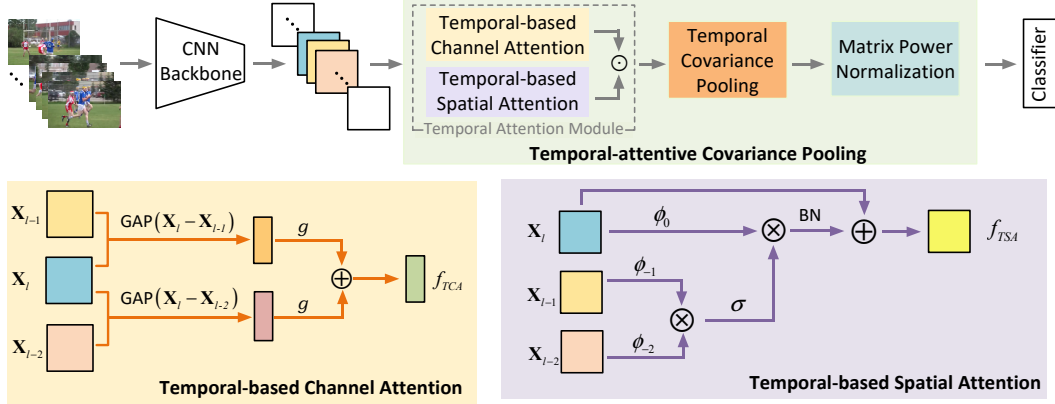 CNN
Backbone
Temporal-based
Channel Attention
Temporal-based
Spatial Attention
Temporal Attention Module
⊙
Temporal
Covariance
Pooling
Matrix Power
Normalization
Classifier
Temporal-attentive Covariance Pooling
X_{l-1}
X_l
X_{l-2}
GAP(X_l − X_{l-1})
GAP(X_l − X_{l-2})
g
g
f_{TCA}
Temporal-based Channel Attention
X_l
X_{l-1}
X_{l-2}
ϕ_0
ϕ_{-1}
ϕ_{-2}
σ
BN
f_{TSA}
Temporal-based Spatial Attention